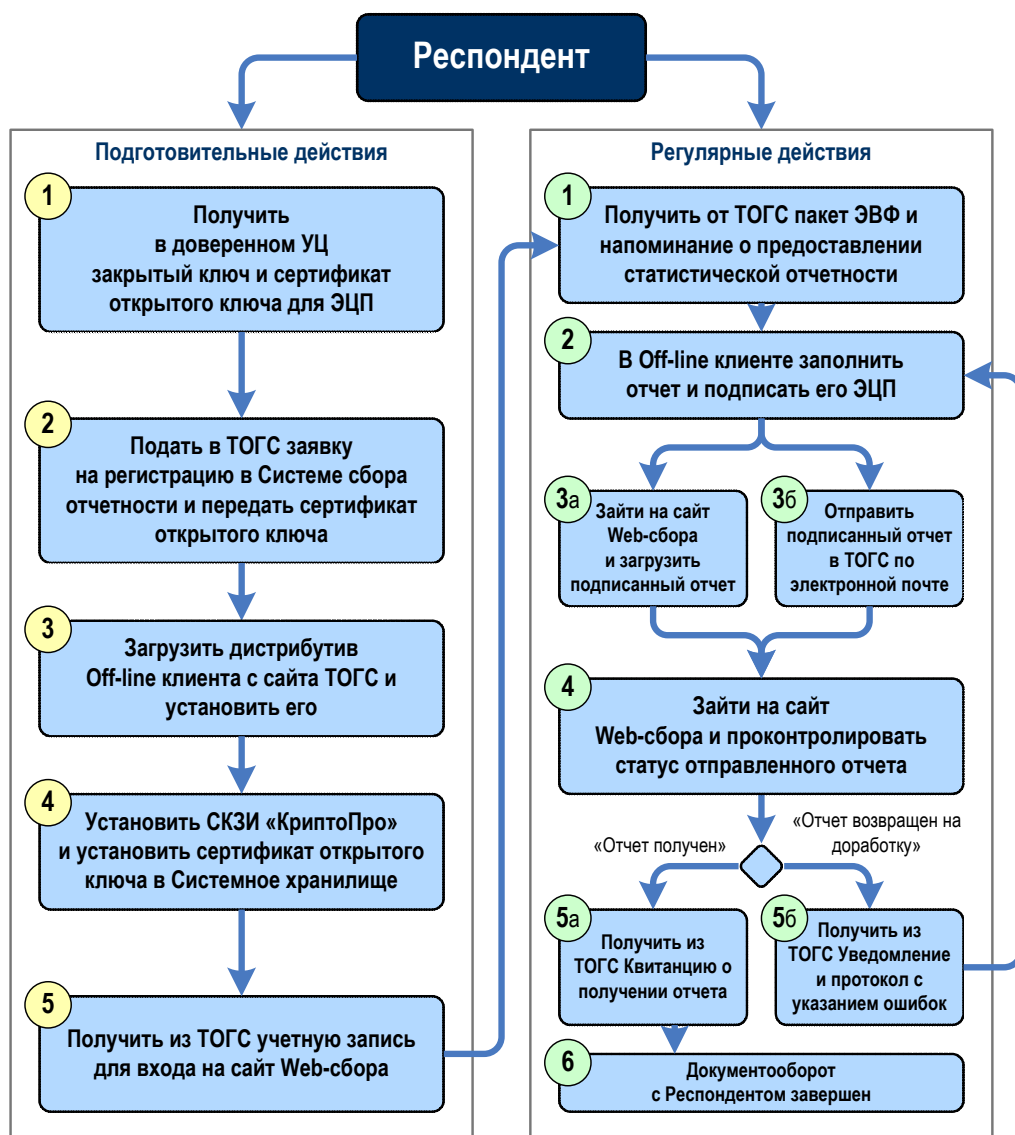 Респондент
Подготовительные действия
1
Получить
в доверенном УЦ
закрытый ключ и сертификат
открытого ключа для ЭЦП
2
Подать в ТОГС заявку
на регистрацию в Системе сбора
отчетности и передать сертификат
открытого ключа
3
Загрузить дистрибутив
Off-line клиента с сайта ТОГС и
установить его
4
Установить СКЗИ «КриптоПро»
и установить сертификат открытого
ключа в Системное хранилище
5
Получить из ТОГС учетную запись
для входа на сайт Web-сбора
Регулярные действия
1
Получить от ТОГС пакет ЭВФ и
напоминание о предоставлении
статистической отчетности
2
В Off-line клиенте заполнить
отчет и подписать его ЭЦП
3а
Зайти на сайт
Web-сбора
и загрузить
подписанный отчет
3б
Отправить
подписанный отчет
в ТОГС по
электронной почте
4
Зайти на сайт
Web-сбора и проконтролировать
статус отправленного отчета
«Отчет получен»
«Отчет возвращен на
доработку»
5а
Получить из
ТОГС Квитанцию о
получении отчета
5б
Получить из
ТОГС Уведомление
и протокол с
указанием ошибок
6
Документооборот
с Респондентом завершен